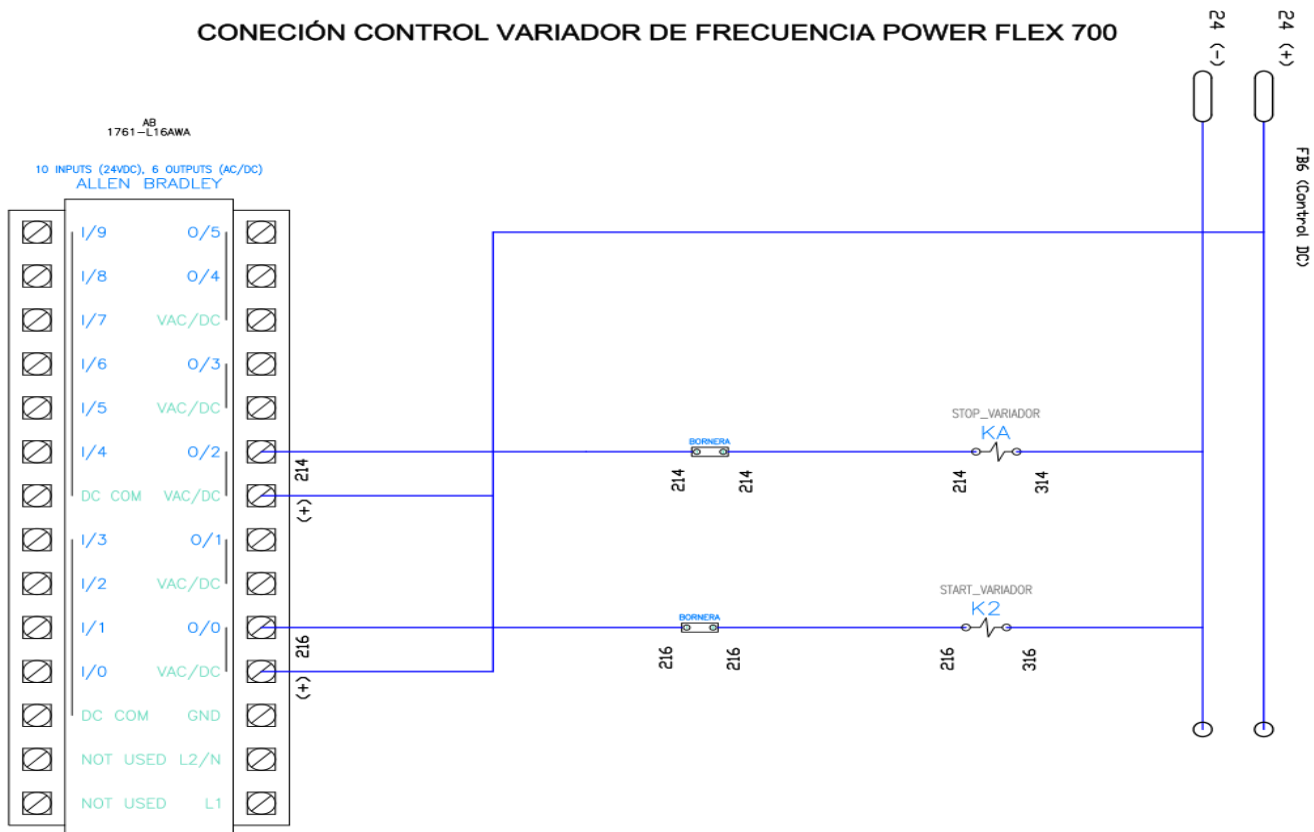 CONECIÓN CONTROL VARIADOR DE FRECUENCIA POWER FLEX 700
24 (-)
24 (+)
FB6 (Control DC)
AB
1761-L16AWA
10 INPUTS (24VDC), 6 OUTPUTS (AC/DC)
ALLEN BRADLEY
I/9 O/5
I/8 O/4
I/7 VAC/DC
I/6 O/3
I/5 VAC/DC
I/4 O/2
DC COM VAC/DC
I/3 O/1
I/2 VAC/DC
I/1 O/0
I/0 VAC/DC
DC COM GND
NOT USED L2/N
NOT USED L1
214
(+)
BORNERA
214
214
STOP_VARIADOR
KA
214
314
216
(+)
BORNERA
216
216
START_VARIADOR
K2
216
316